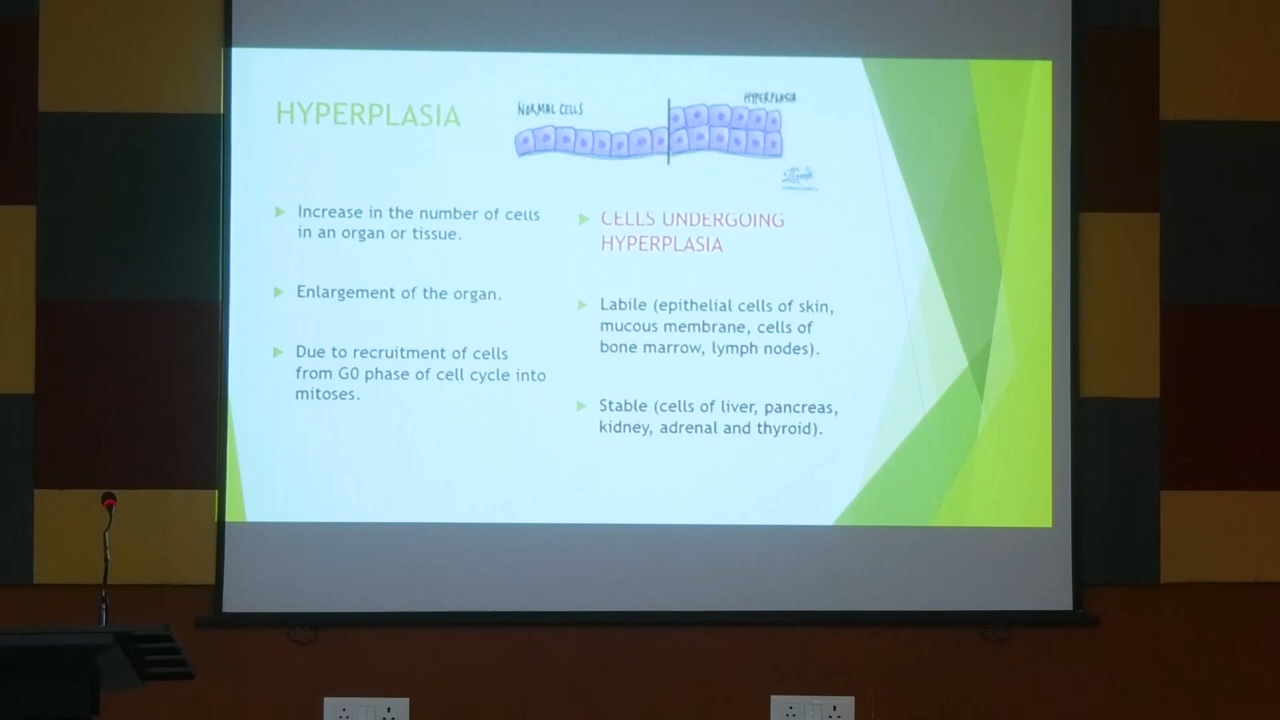 HYPERPLASIA
NORMAL CELLS
HYPERPLASIA
Increase in the number of cells
in an organ or tissue.
Enlargement of the organ.
Due to recruitment of cells
from G0 phase of cell cycle into
mitoses.
CELLS UNDERGOING
HYPERPLASIA
Labile (epithelial cells of skin,
mucous membrane, cells of
bone marrow, lymph nodes).
Stable (cells of liver, pancreas,
kidney, adrenal and thyroid).